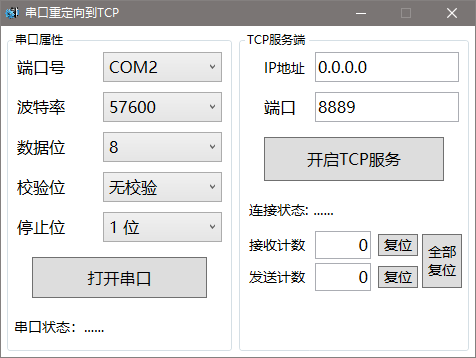 串口重定向到TCP
串口属性
端口号 COM2
波特率 57600
数据位 8
校验位 无校验
停止位 1 位
打开串口
串口状态: ......
TCP服务端
IP地址 0.0.0.0
端口 8889
开启TCP服务
连接状态: ......
接收计数 0 复位
发送计数 0 复位
全部
复位